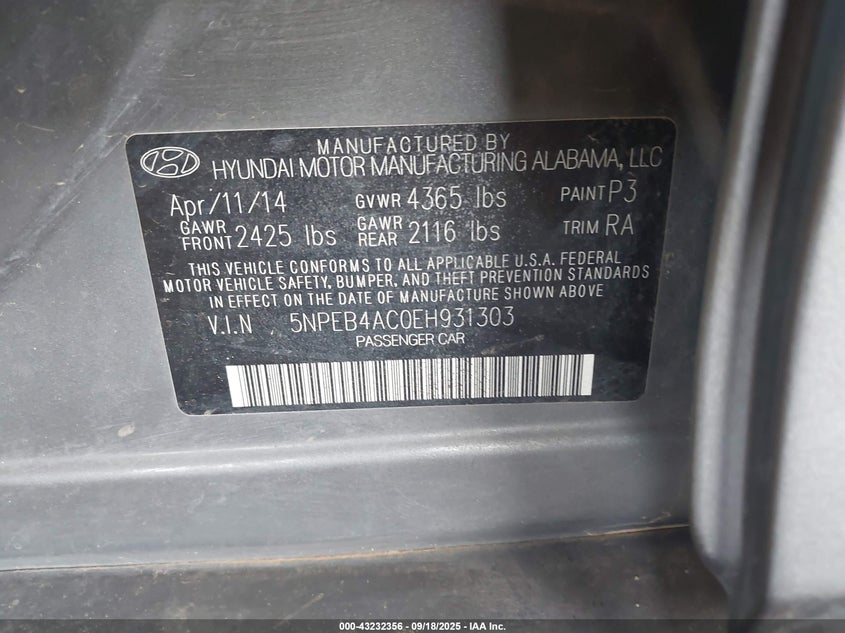 MANUFACTURED BY
HYUNDAI MOTOR MANUFACTURING ALABAMA, LLC
Apr/11/14 GVWR 4365 lbs PAINT P3
GAWR FRONT 2425 lbs GAWR REAR 2116 lbs TRIM RA
THIS VEHICLE CONFORMS TO ALL APPLICABLE U.S.A. FEDERAL
MOTOR VEHICLE SAFETY, BUMPER, AND THEFT PREVENTION STANDARDS
IN EFFECT ON THE DATE OF MANUFACTURE SHOWN ABOVE
V.I.N 5NPEB4AC0EH931303
PASSENGER CAR
000-43232356 - 09/18/2025 - IAA Inc.